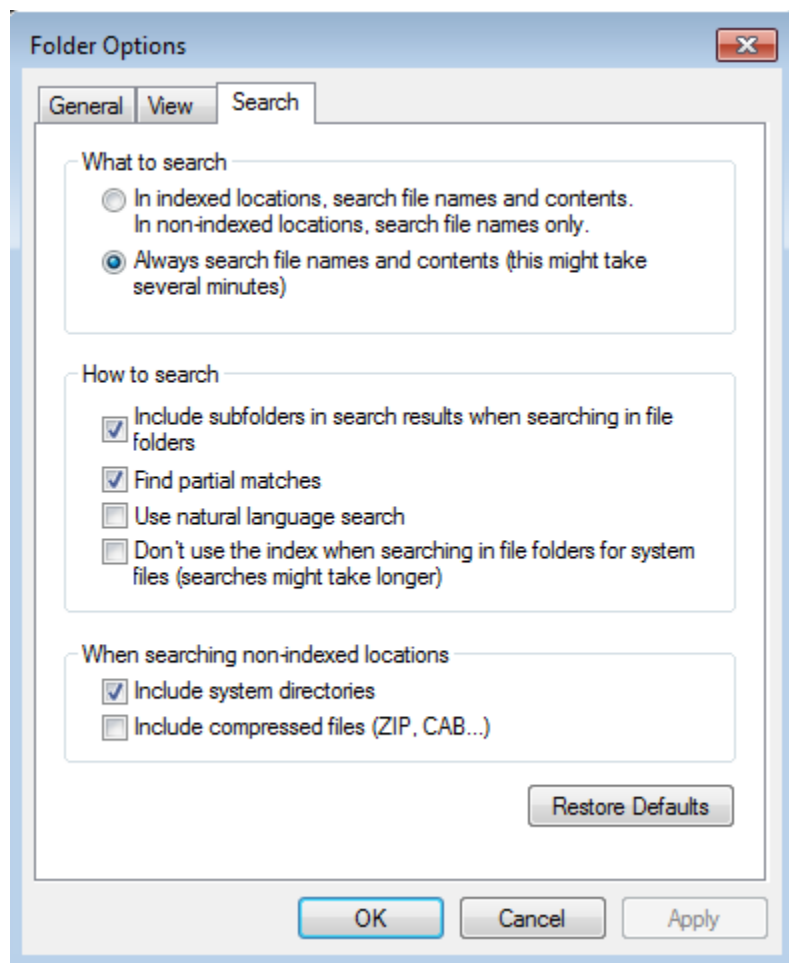 Folder Options
General View Search
What to search
In indexed locations, search file names and contents.
In non-indexed locations, search file names only.
Always search file names and contents (this might take
several minutes)
How to search
Include subfolders in search results when searching in file
folders
Find partial matches
Use natural language search
Don't use the index when searching in file folders for system
files (searches might take longer)
When searching non-indexed locations
Include system directories
Include compressed files (ZIP, CAB...)
Restore Defaults
OK Cancel Apply